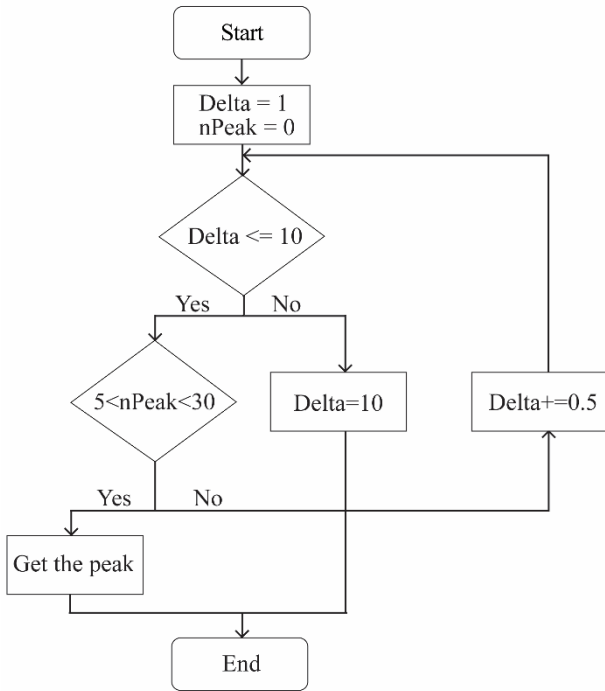 Start
Delta = 1
nPeak = 0
Delta <= 10
Yes
No
5<nPeak<30
Delta=10
Delta+=0.5
Yes
No
Get the peak
End